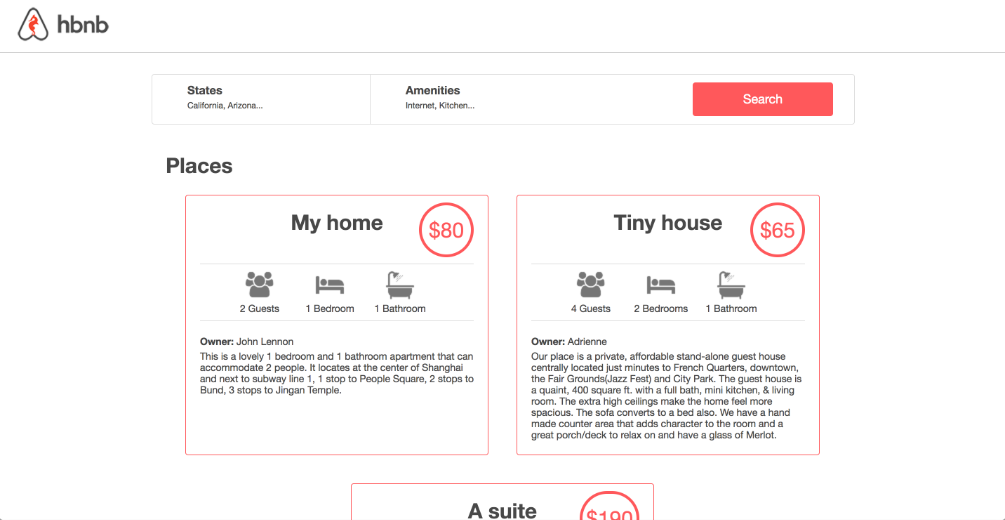 hbnb
States
California, Arizona...
Amenities
Internet, Kitchen...
Search
Places
My home
$80
2 Guests
1 Bedroom
1 Bathroom
Owner: John Lennon
This is a lovely 1 bedroom and 1 bathroom apartment that can
accommodate 2 people. It locates at the center of Shanghai
and next to subway line 1, 1 stop to People Square, 2 stops to
Bund, 3 stops to Jingan Temple.
Tiny house
$65
4 Guests
2 Bedrooms
1 Bathroom
Owner: Adrienne
Our place is a private, affordable stand-alone guest house
centrally located just minutes to French Quarters, downtown,
the Fair Grounds(Jazz Fest) and City Park. The guest house is
a quaint, 400 square ft. with a full bath, mini kitchen, & living
room. The extra high ceilings make the home feel more
spacious. The sofa converts to a bed also. We have a hand
made counter area that adds character to the room and a
great porch/deck to relax on and have a glass of Merlot.
A suite
$190